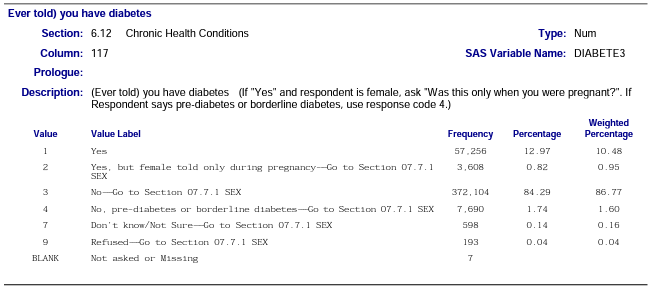 Ever told) you have diabetes
Section: 6.12 Chronic Health Conditions Type: Num
Column: 117 SAS Variable Name: DIABETE3
Prologue:
Description: (Ever told) you have diabetes (If "Yes" and respondent is female, ask "Was this only when you were pregnant?". If
Respondent says pre-diabetes or borderline diabetes, use response code 4.)
Weighted
Value Value Label Frequency Percentage Percentage
1 Yes 57,256 12.97 10.48
2 Yes, but female told only during pregnancy—Go to Section 07.7.1 3,608 0.82 0.95
SEX
3 No—Go to Section 07.7.1 SEX 372,104 84.29 86.77
4 No, pre-diabetes or borderline diabetes—Go to Section 07.7.1 SEX 7,690 1.74 1.60
7 Don't know/Not Sure—Go to Section 07.7.1 SEX 598 0.14 0.16
9 Refused—Go to Section 07.7.1 SEX 193 0.04 0.04
BLANK Not asked or Missing 7